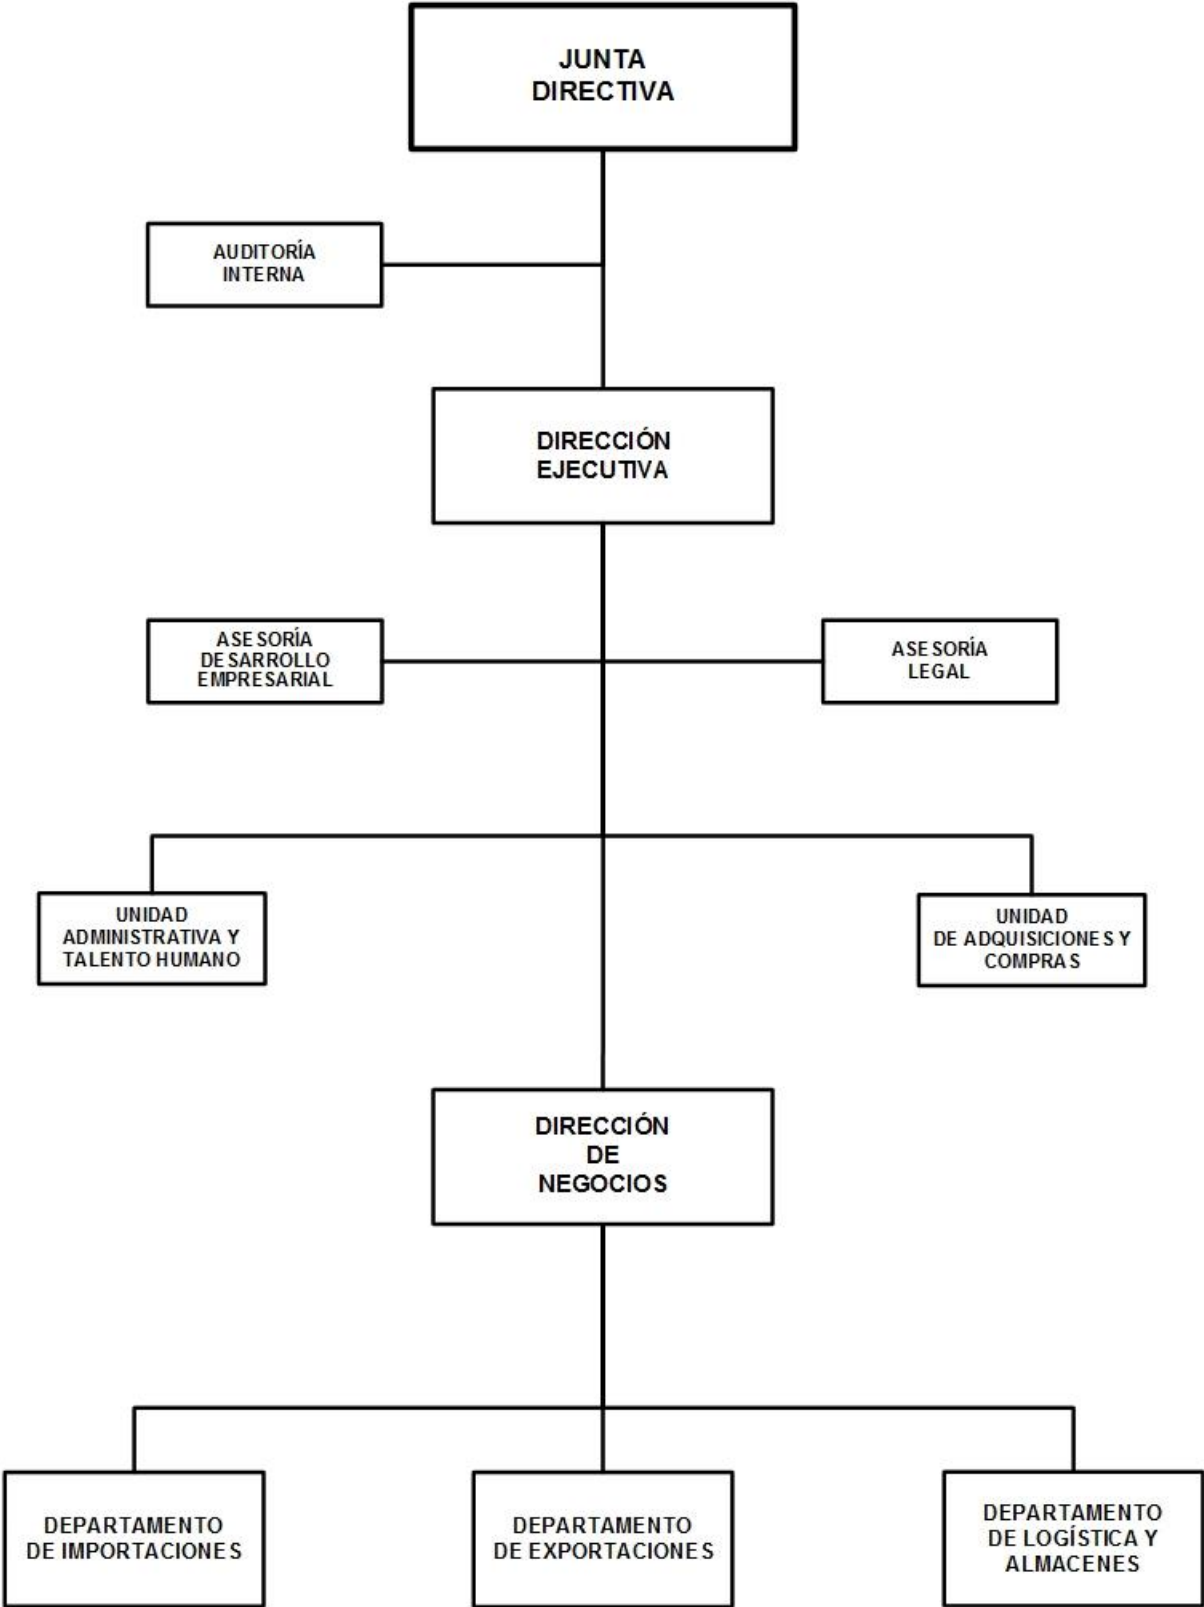 JUNTA
DIRECTIVA
AUDITORÍA
INTERNA
DIRECCIÓN
EJECUTIVA
ASESORÍA
DESARROLLO
EMPRESARIAL
ASESORÍA
LEGAL
UNIDAD
ADMINISTRATIVA Y
TALENTO HUMANO
UNIDAD
DE ADQUISICIONES Y
COMPRAS
DIRECCIÓN
DE
NEGOCIOS
DEPARTAMENTO
DE IMPORTACIONES
DEPARTAMENTO
DE EXPORTACIONES
DEPARTAMENTO
DE LOGÍSTICA Y
ALMACENES